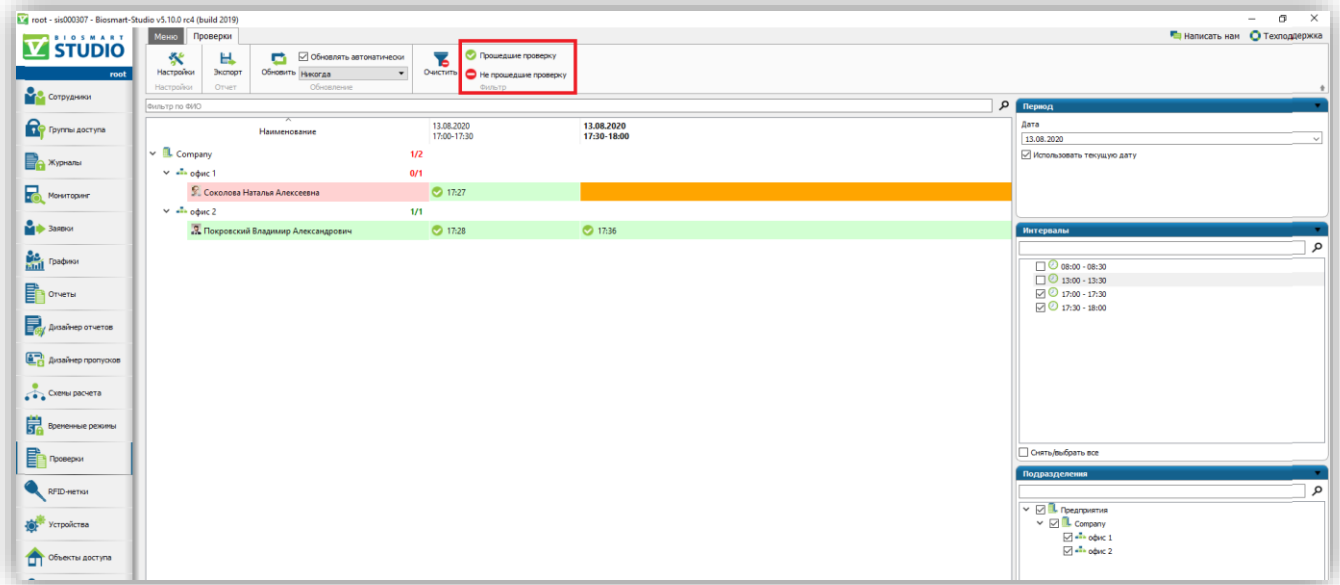 root - sis000307 - Biosmart-Studio v5.10.0 rc4 (build 2019)
BIOSMART
STUDIO
root
Сотрудники
Группы доступа
Журналы
Мониторинг
Заявки
Графики
Отчеты
Дизайнер отчетов
Дизайнер пропусков
Схемы расчета
Временные режимы
Проверки
RFID-метки
Устройства
Объекты доступа
Меню Проверки
Написать нам Техподдержка
Настройки
Настройки
Экспорт
Отчет
Обновить
Обновлять автоматически
Никогда
Обновление
Очистить
Прошедшие проверку
Не прошедшие проверку
Фильтр
Фильтр по ФИО
Наименование
13.08.2020
17:00-17:30
13.08.2020
17:30-18:00
Company 1/2
офис 1 0/1
Соколова Наталья Алексеевна 17:27
офис 2 1/1
Покровский Владимир Александрович 17:28 17:36
Период
Дата
13.08.2020
Использовать текущую дату
Интервалы
08:00 - 08:30
13:00 - 13:30
17:00 - 17:30
17:30 - 18:00
Снять/выбрать все
Подразделения
Предприятия
Company
офис 1
офис 2